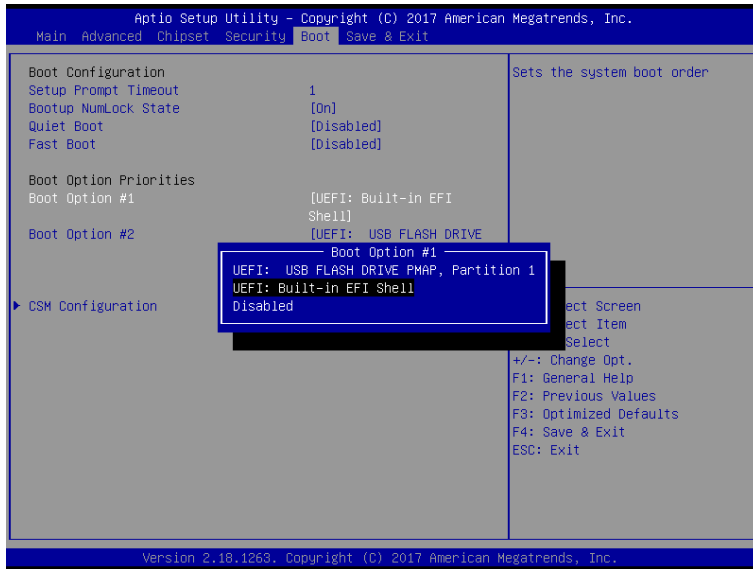 Aptio Setup Utility – Copyright (C) 2017 American Megatrends, Inc.
Main Advanced Chipset Security Boot Save & Exit
Boot Configuration
Setup Prompt Timeout 1
Bootup NumLock State [On]
Quiet Boot [Disabled]
Fast Boot [Disabled]
Boot Option Priorities
Boot Option #1 [UEFI: Built-in EFI
Shell]
Boot Option #2 [UEFI: USB FLASH DRIVE
CSM Configuration
Boot Option #1
UEFI: USB FLASH DRIVE PMAP, Partition 1
UEFI: Built-in EFI Shell
Disabled
Sets the system boot order
ect Screen
ect Item
Select
+/-: Change Opt.
F1: General Help
F2: Previous Values
F3: Optimized Defaults
F4: Save & Exit
ESC: Exit
Version 2.18.1263. Copyright (C) 2017 American Megatrends, Inc.